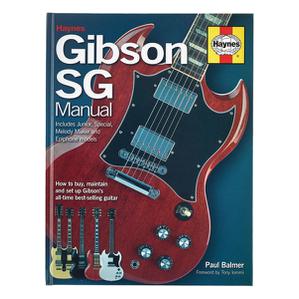 Haynes
Gibson
SG
Manual
Includes Junior, Special,
Melody Maker and
Epiphone models
Haynes
How to buy, maintain
and set up Gibson's
all-time best-selling guitar
Paul Balmer
Foreword by Tony Iommi